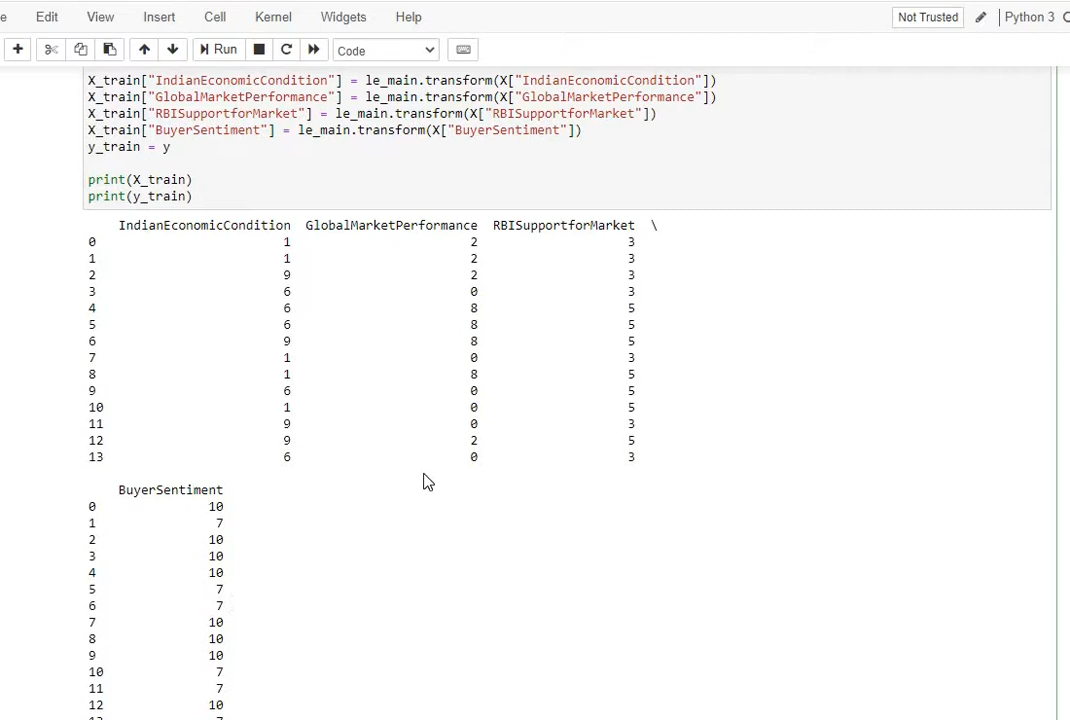 e Edit View Insert Cell Kernel Widgets Help Not Trusted Python 3
Run Code
X_train["IndianEconomicCondition"] = le_main.transform(X["IndianEconomicCondition"])
X_train["GlobalMarketPerformance"] = le_main.transform(X["GlobalMarketPerformance"])
X_train["RBISupportforMarket"] = le_main.transform(X["RBISupportforMarket"])
X_train["BuyerSentiment"] = le_main.transform(X["BuyerSentiment"])
y_train = y
print(X_train)
print(y_train)
IndianEconomicCondition GlobalMarketPerformance RBISupportforMarket \
0 1 2 3
1 1 2 3
2 9 2 3
3 6 0 3
4 6 8 5
5 6 8 5
6 9 8 5
7 1 0 3
8 1 8 5
9 6 0 5
10 1 0 5
11 9 0 3
12 9 2 5
13 6 0 3
BuyerSentiment
0 10
1 7
2 10
3 10
4 10
5 7
6 7
7 10
8 10
9 10
10 7
11 7
12 10
13 7